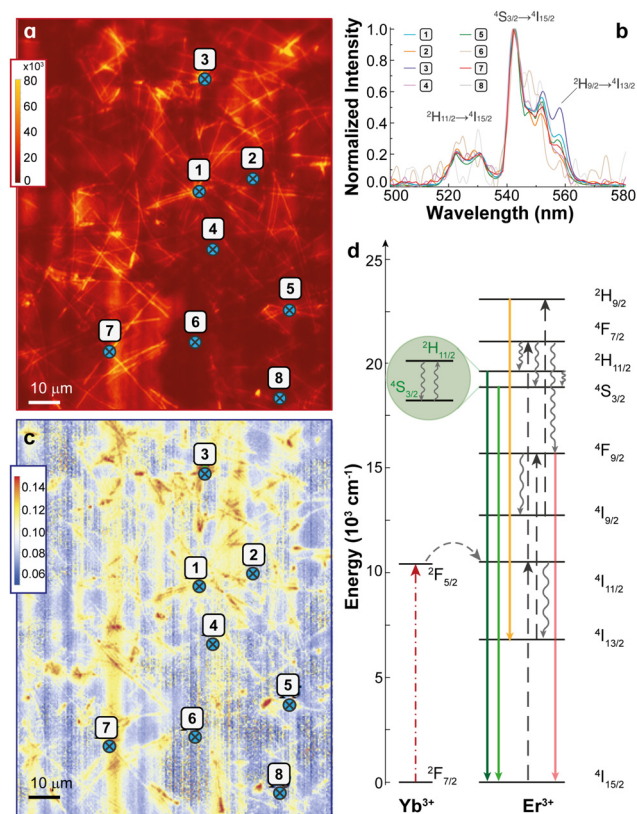 a
80 x10³
60
40
20
0
3
1
2
4
5
7
6
8
10 μm
b
⁴S₃/₂→⁴I₁₅/₂
²H₉/₂→⁴I₁₃/₂
²H₁₁/₂→⁴I₁₅/₂
1 5
2 6
3 7
4 8
Normalized Intensity
1.0
0.8
0.6
0.4
0.2
0.0
500 520 540 560 580
Wavelength (nm)
c
0.14
0.12
0.10
0.08
0.06
3
1
2
4
5
6
7
8
10 μm
d
Energy (10³ cm⁻¹)
25
20
15
10
5
0
²H₁₁/₂
⁴S₃/₂
²F₅/₂
²F₇/₂
²H₉/₂
⁴F₇/₂
²H₁₁/₂
⁴S₃/₂
⁴F₉/₂
⁴I₉/₂
⁴I₁₁/₂
⁴I₁₃/₂
⁴I₁₅/₂
Yb³⁺ Er³⁺